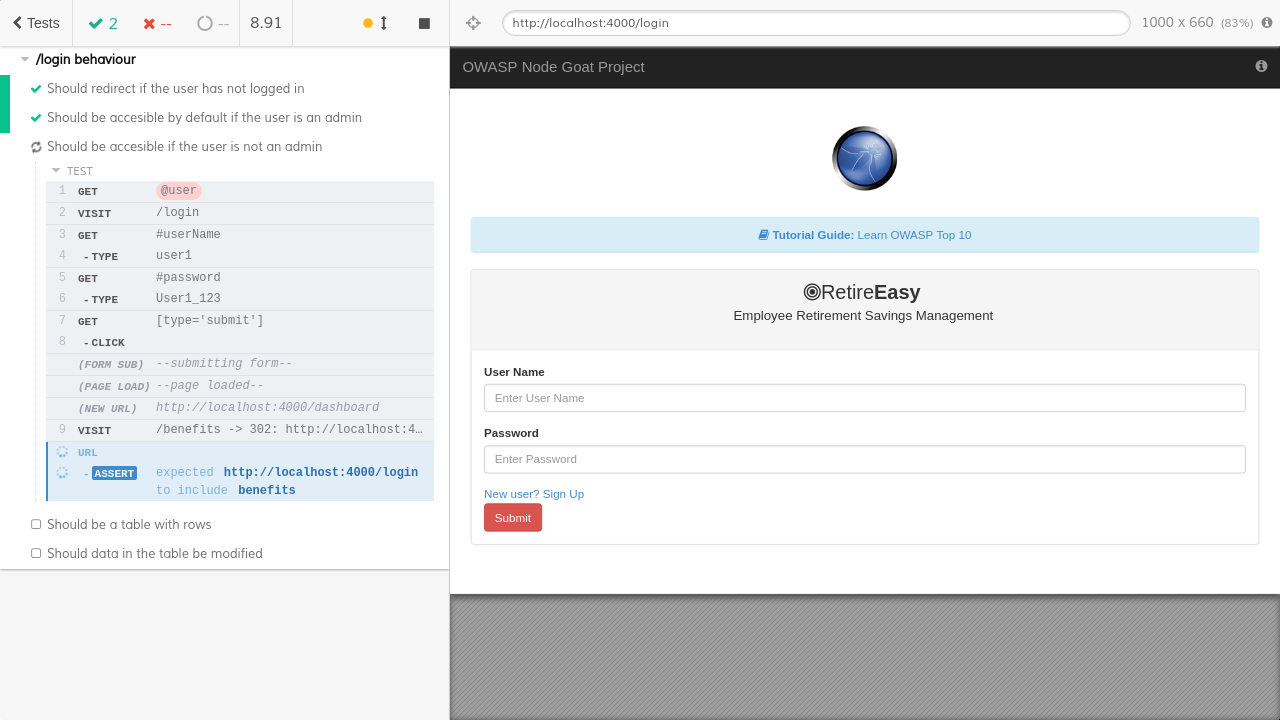 Tests
2
--
--
8.91
http://localhost:4000/login
1000 x 660 (83%)
/login behaviour
Should redirect if the user has not logged in
Should be accesible by default if the user is an admin
Should be accesible if the user is not an admin
TEST
1 GET @user
2 VISIT /login
3 GET #userName
4 - TYPE user1
5 GET #password
6 - TYPE User1_123
7 GET [type='submit']
8 - CLICK
(FORM SUB) --submitting form--
(PAGE LOAD) --page loaded--
(NEW URL) http://localhost:4000/dashboard
9 VISIT /benefits -> 302: http://localhost:4…
URL
- ASSERT expected http://localhost:4000/login
to include benefits
Should be a table with rows
Should data in the table be modified
OWASP Node Goat Project
Tutorial Guide: Learn OWASP Top 10
RetireEasy
Employee Retirement Savings Management
User Name
Enter User Name
Password
Enter Password
New user? Sign Up
Submit